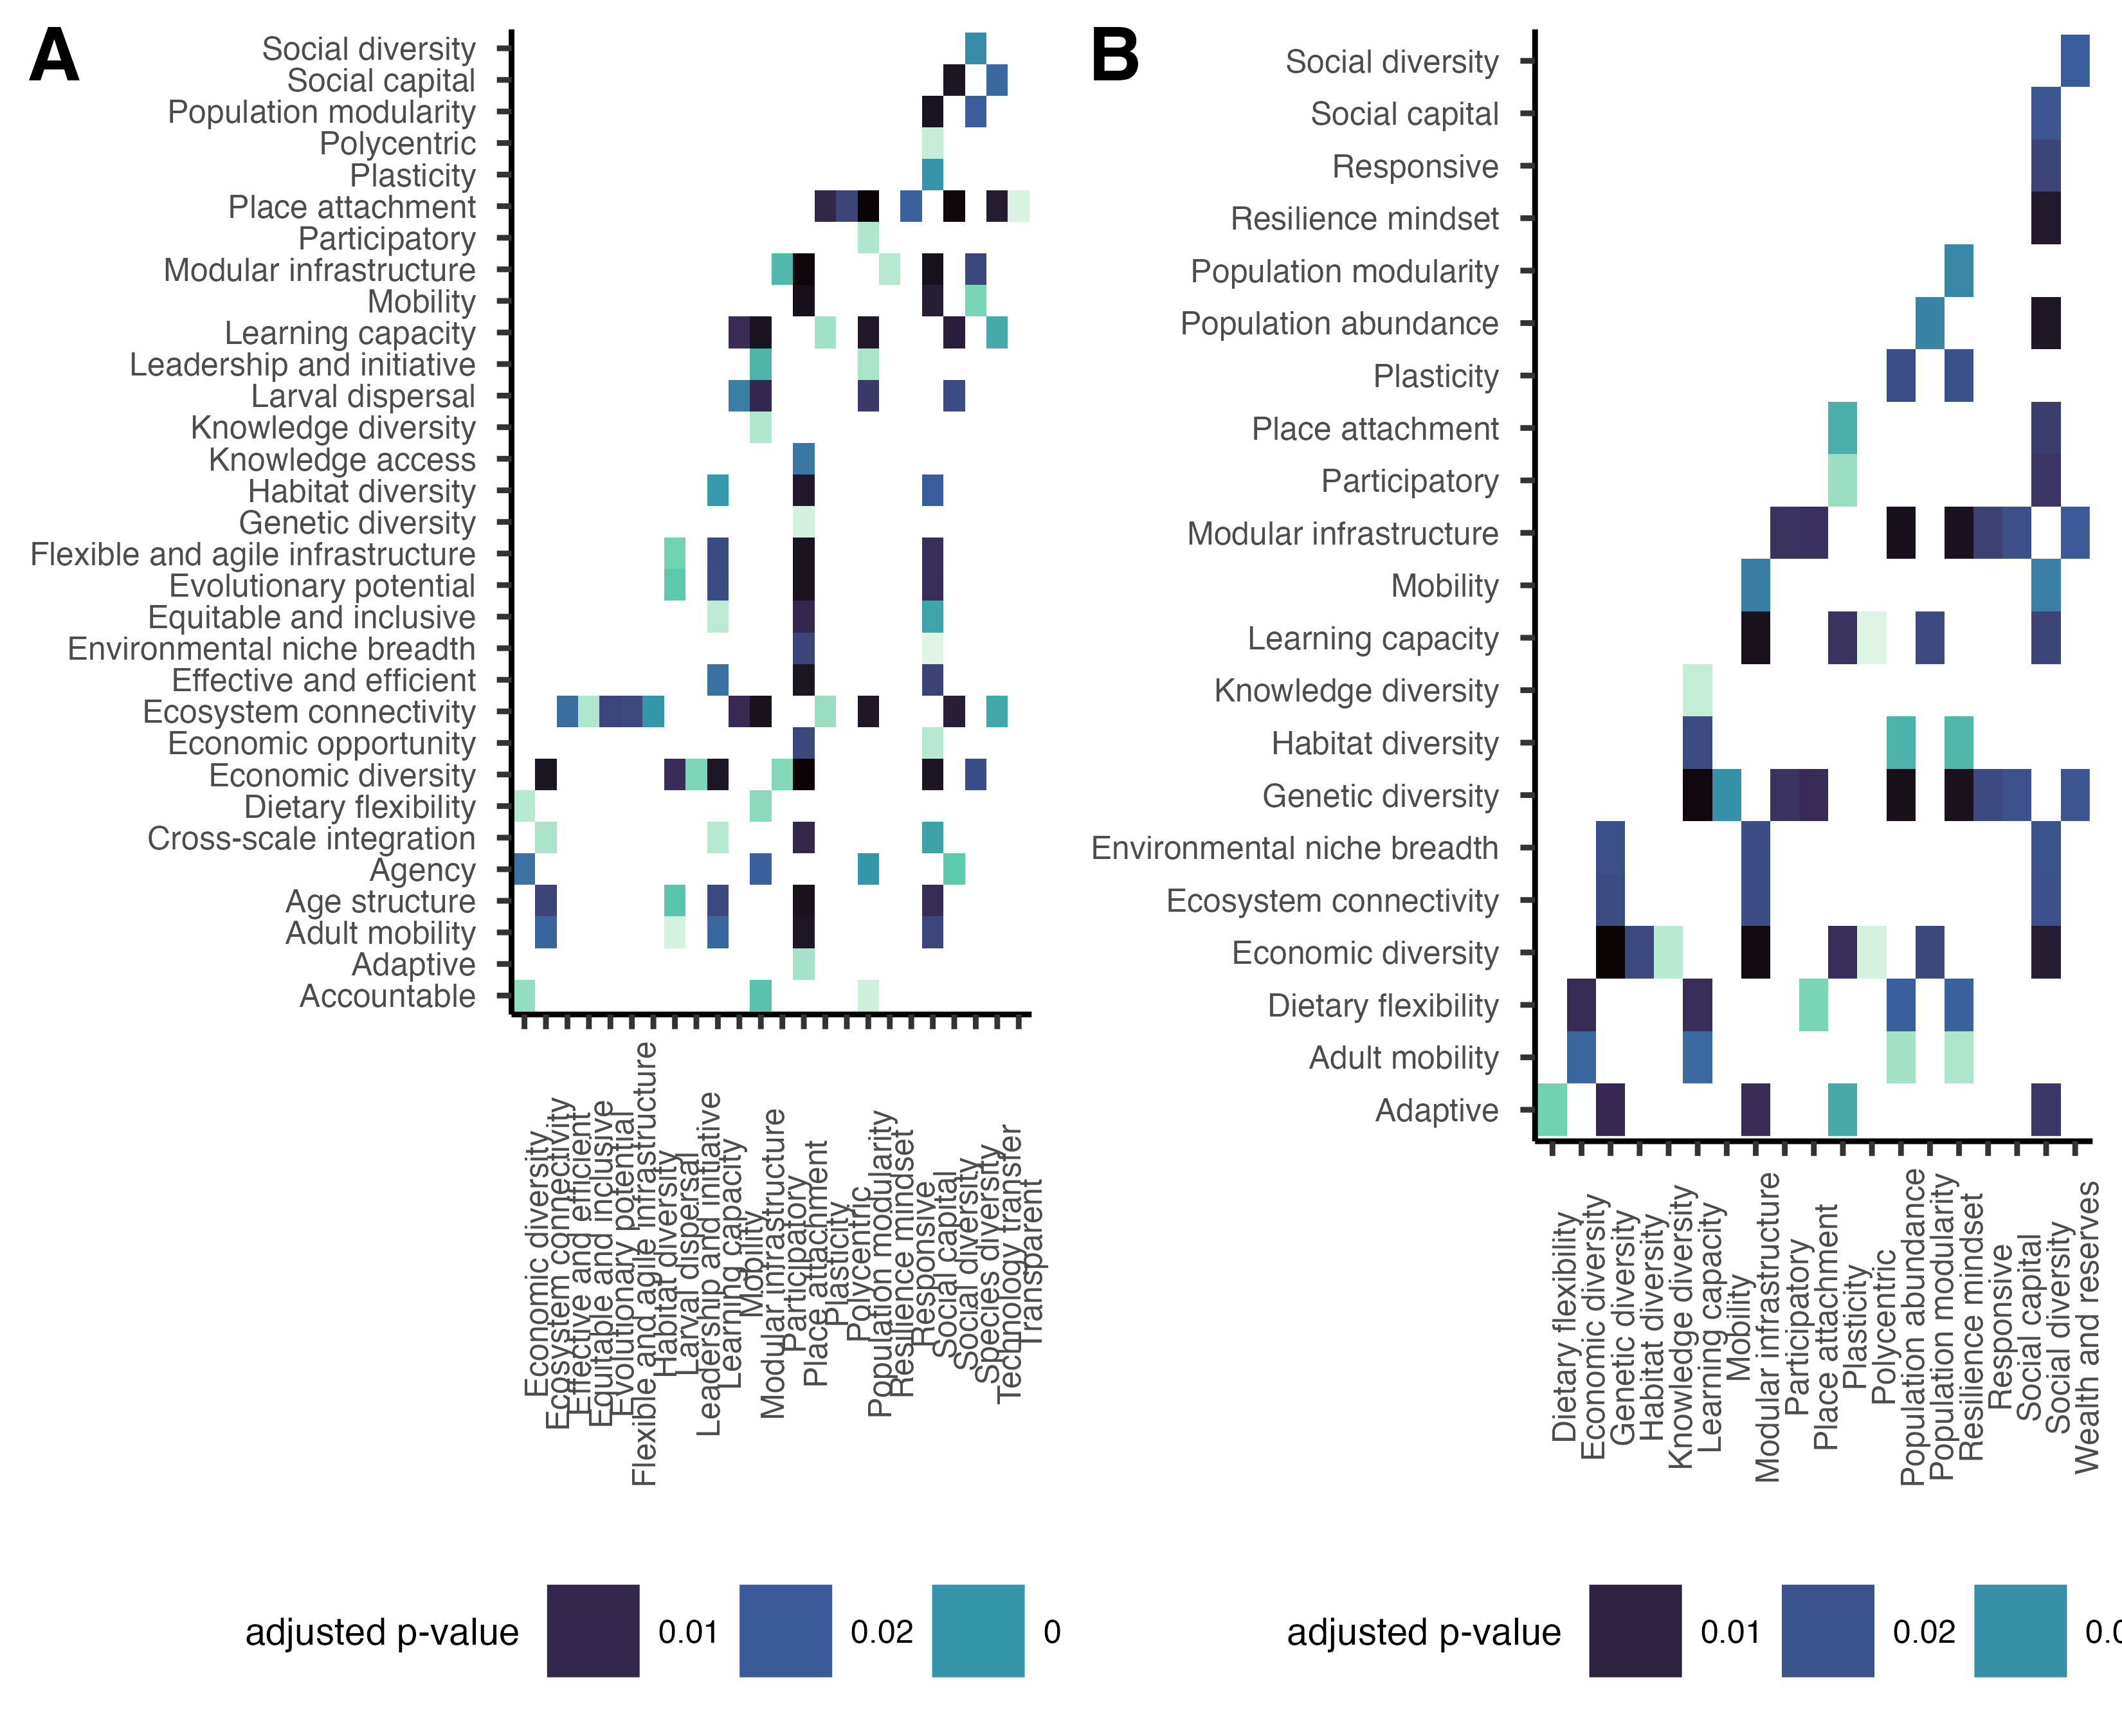 A
Social diversity
Social capital
Population modularity
Polycentric
Plasticity
Place attachment
Participatory
Modular infrastructure
Mobility
Learning capacity
Leadership and initiative
Larval dispersal
Knowledge diversity
Knowledge access
Habitat diversity
Genetic diversity
Flexible and agile infrastructure
Evolutionary potential
Equitable and inclusive
Environmental niche breadth
Effective and efficient
Ecosystem connectivity
Economic opportunity
Economic diversity
Dietary flexibility
Cross-scale integration
Agency
Age structure
Adult mobility
Adaptive
Accountable
Economic diversity
Ecosystem connectivity
Effective and efficient
Equitable and inclusive
Evolutionary potential
Flexible and agile infrastructure
Habitat diversity
Larval dispersal
Leadership and initiative
Learning capacity
Mobility
Modular infrastructure
Participatory
Place attachment
Plasticity
Polycentric
Population modularity
Resilience mindset
Responsive
Social capital
Social diversity
Species diversity
Technology transfer
Transparent
adjusted p-value
0.01
0.02
0
B
Social diversity
Social capital
Responsive
Resilience mindset
Population modularity
Population abundance
Plasticity
Place attachment
Participatory
Modular infrastructure
Mobility
Learning capacity
Knowledge diversity
Habitat diversity
Genetic diversity
Environmental niche breadth
Ecosystem connectivity
Economic diversity
Dietary flexibility
Adult mobility
Adaptive
Dietary flexibility
Economic diversity
Genetic diversity
Habitat diversity
Knowledge diversity
Learning capacity
Mobility
Modular infrastructure
Participatory
Place attachment
Plasticity
Polycentric
Population abundance
Population modularity
Resilience mindset
Responsive
Social capital
Social diversity
Wealth and reserves
adjusted p-value
0.01
0.02
0.0